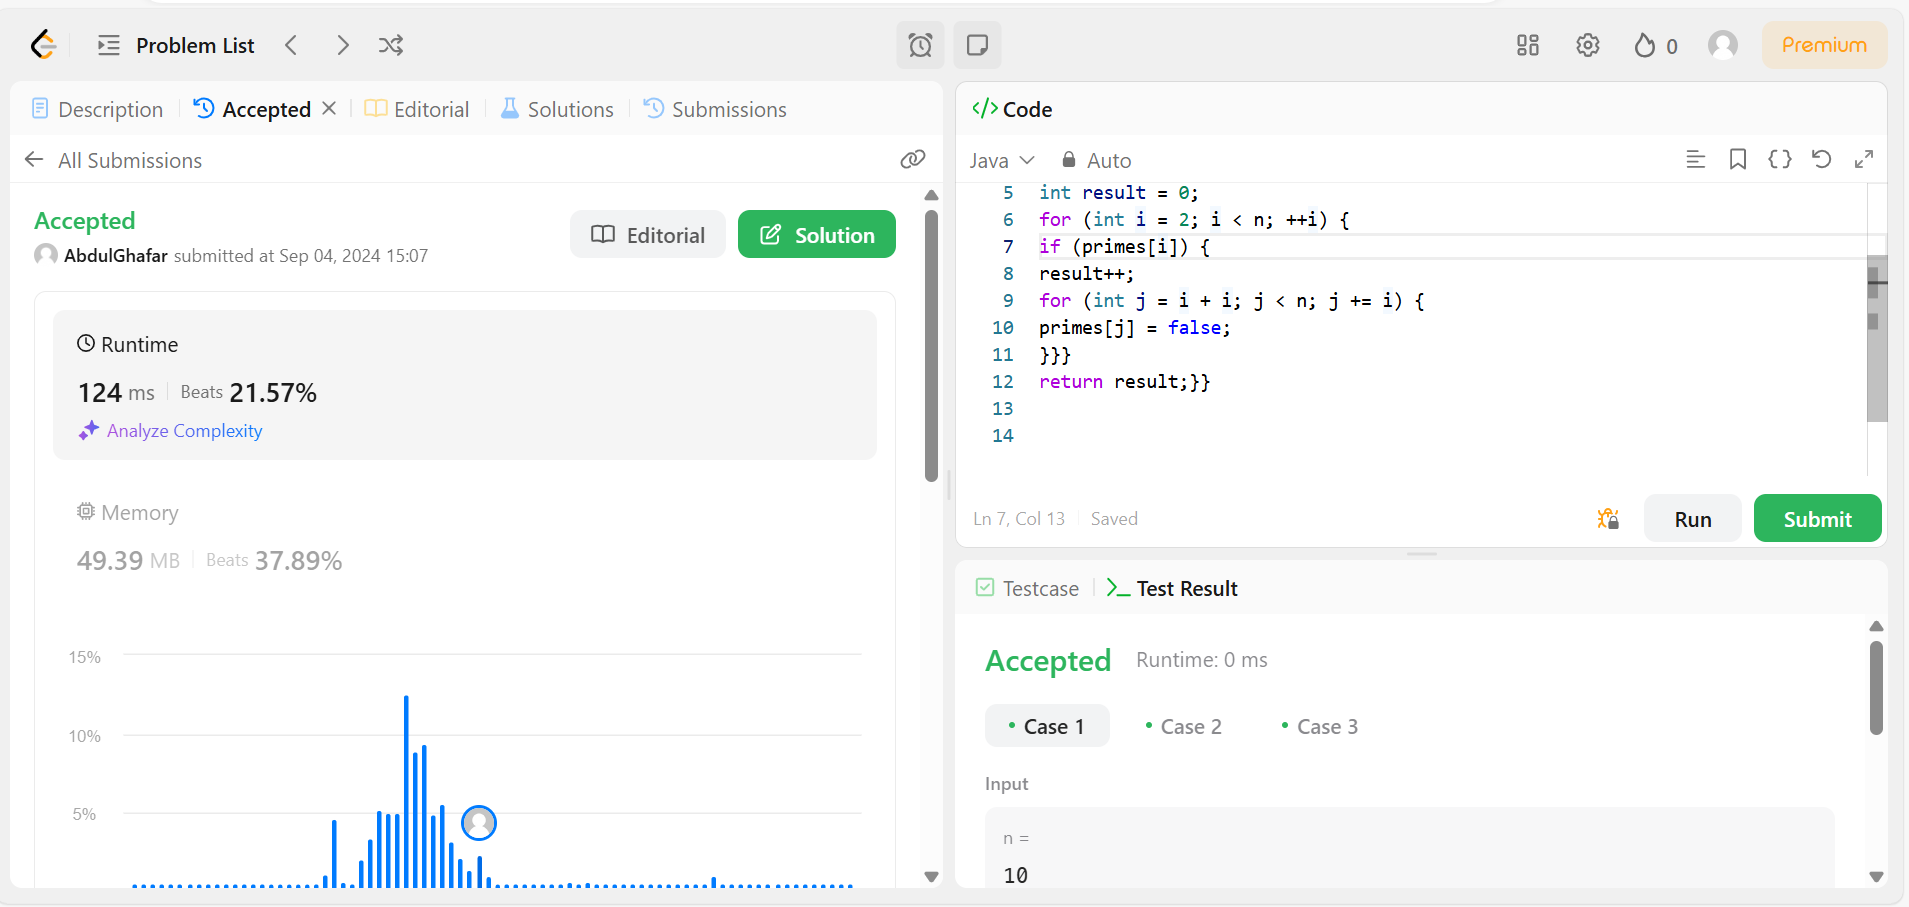 Problem List
0
Premium
Description
Accepted
Editorial
Solutions
Submissions
All Submissions
Accepted
AbdulGhafar submitted at Sep 04, 2024 15:07
Editorial
Solution
Runtime
124 ms
Beats 21.57%
Analyze Complexity
Memory
49.39 MB
Beats 37.89%
15%
10%
5%
</> Code
Java
Auto
5 int result = 0;
6 for (int i = 2; i < n; ++i) {
7 if (primes[i]) {
8 result++;
9 for (int j = i + i; j < n; j += i) {
10 primes[j] = false;
11 }}}
12 return result;}}
13
14
Ln 7, Col 13
Saved
Run
Submit
Testcase
Test Result
Accepted
Runtime: 0 ms
Case 1
Case 2
Case 3
Input
n =
10